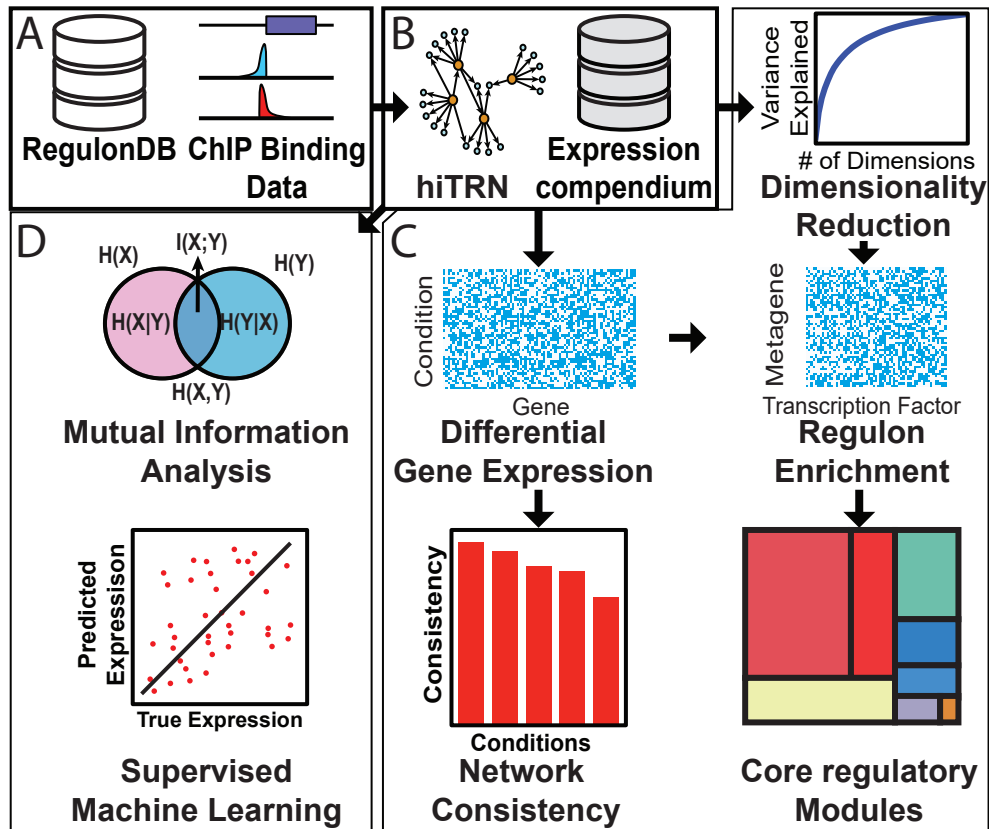 A
RegulonDB
ChIP Binding
Data
B
hiTRN
Expression
compendium
Variance
Explained
# of Dimensions
Dimensionality
Reduction
D
H(X)
I(X;Y)
H(Y)
H(X|Y)
H(Y|X)
H(X,Y)
Mutual Information
Analysis
Predicted
Expressison
True Expression
Supervised
Machine Learning
C
Condition
Gene
Differential
Gene Expression
Metagene
Transcription Factor
Regulon
Enrichment
Consistency
Conditions
Network
Consistency
Core regulatory
Modules